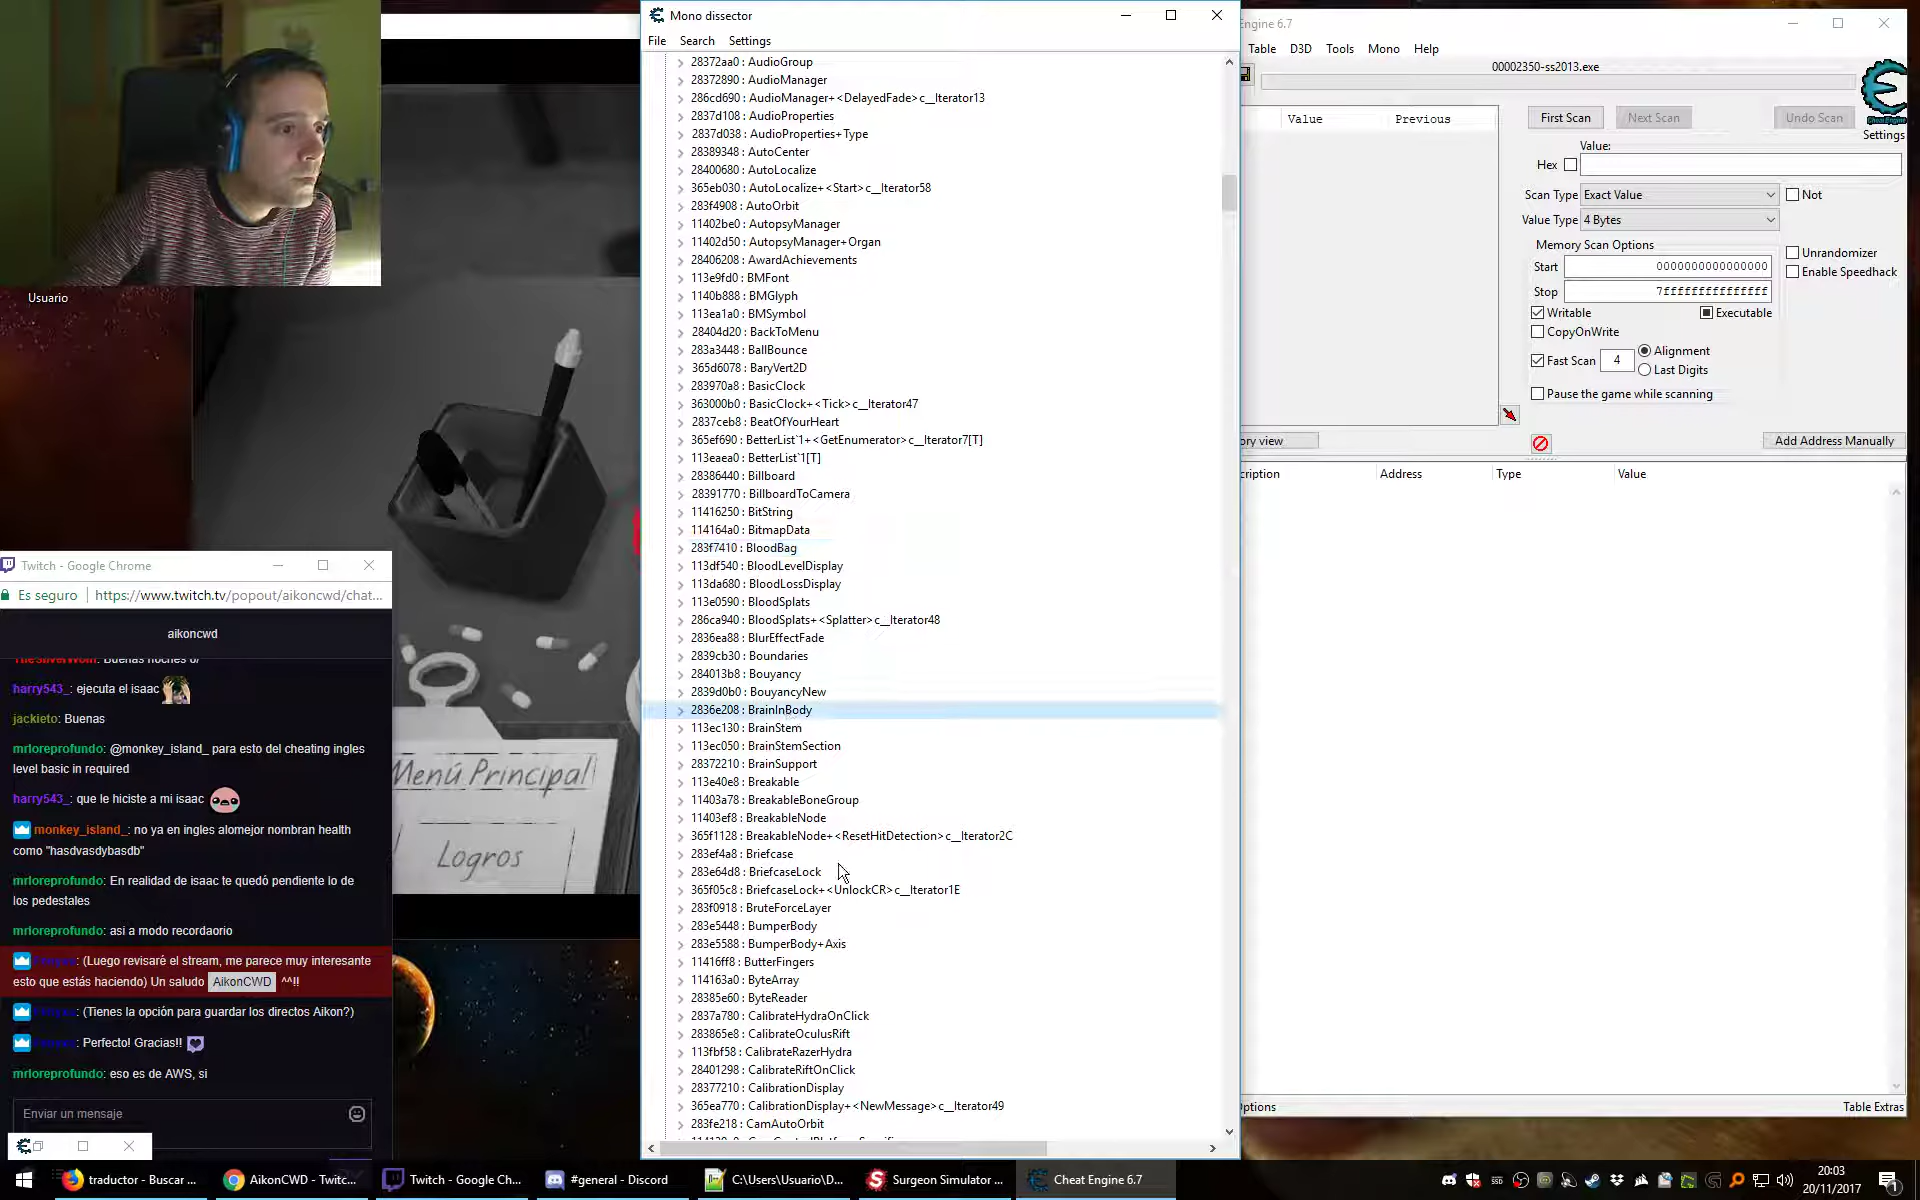 Usuario
Mono dissector
File Search Settings
28372aa0 : AudioGroup
28372890 : AudioManager
286cd690 : AudioManager+<DelayedFade>c__Iterator13
2837d108 : AudioProperties
2837d038 : AudioProperties+Type
28389348 : AutoCenter
28400680 : AutoLocalize
365eb030 : AutoLocalize+<Start>c__Iterator58
283f4908 : AutoOrbit
11402be0 : AutopsyManager
11402d50 : AutopsyManager+Organ
28406208 : AwardAchievements
113e9fd0 : BMFont
1140b888 : BMGlyph
113ea1a0 : BMSymbol
28404d20 : BackToMenu
283a3448 : BallBounce
365d6078 : BaryVert2D
283970a8 : BasicClock
363000b0 : BasicClock+<Tick>c__Iterator47
2837ceb8 : BeatOfYourHeart
365ef690 : BetterList`1+<GetEnumerator>c__Iterator7[T]
113eaea0 : BetterList`1[T]
28386440 : Billboard
28391770 : BillboardToCamera
11416250 : BitString
114164a0 : BitmapData
283f7410 : BloodBag
113df540 : BloodLevelDisplay
113da680 : BloodLossDisplay
113e0590 : BloodSplats
286ca940 : BloodSplats+<Splatter>c__Iterator48
2836ea88 : BlurEffectFade
2839cb30 : Boundaries
284013b8 : Bouyancy
2839d0b0 : BouyancyNew
2836e208 : BrainInBody
113ec130 : BrainStem
113ec050 : BrainStemSection
28372210 : BrainSupport
113e40e8 : Breakable
11403a78 : BreakableBoneGroup
11403ef8 : BreakableNode
365f1128 : BreakableNode+<ResetHitDetection>c__Iterator2C
283ef4a8 : Briefcase
283e64d8 : BriefcaseLock
365f05c8 : BriefcaseLock+<UnlockCR>c__Iterator1E
283f0918 : BruteForceLayer
283e5448 : BumperBody
283e5588 : BumperBody+Axis
11416ff8 : ButterFingers
114163a0 : ByteArray
28385e60 : ByteReader
2837a780 : CalibrateHydraOnClick
283865e8 : CalibrateOculusRift
113fbf58 : CalibrateRazerHydra
28401298 : CalibrateRiftOnClick
28377210 : CalibrationDisplay
365ea770 : CalibrationDisplay+<NewMessage>c__Iterator49
283fe218 : CamAutoOrbit
Engine 6.7
Table D3D Tools Mono Help
00002350-ss2013.exe
Value Previous
First Scan Next Scan Undo Scan
Settings
Value:
Hex
Scan Type Exact Value Not
Value Type 4 Bytes
Memory Scan Options
Start 0000000000000000
Stop 7fffffffffffffff
Unrandomizer
Enable Speedhack
Writable Executable
CopyOnWrite
Fast Scan 4 Alignment
Last Digits
Pause the game while scanning
ory view Add Address Manually
cription Address Type Value
ptions Table Extras
Menú Principal
Logros
Twitch - Google Chrome
Es seguro https://www.twitch.tv/popout/aikoncwd/chat...
aikoncwd
TheSilverWolf: Buenas noches o/
harry543_: ejecuta el isaac
jackieto: Buenas
mrloreprofundo: @monkey_island_ para esto del cheating ingles
level basic in required
harry543_: que le hiciste a mi isaac
monkey_island_: no ya en ingles alomejor nombran health
como "hasdvasdybasdb"
mrloreprofundo: En realidad de isaac te quedó pendiente lo de
los pedestales
mrloreprofundo: asi a modo recordaorio
: (Luego revisaré el stream, me parece muy interesante
esto que estás haciendo) Un saludo AikonCWD ^^!!
: (Tienes la opción para guardar los directos Aikon?)
: Perfecto! Gracias!!
mrloreprofundo: eso es de AWS, si
Enviar un mensaje
traductor - Buscar ... AikonCWD - Twitc... Twitch - Google Ch... #general - Discord C:\Users\Usuario\D... Surgeon Simulator ... Cheat Engine 6.7
20:03
20/11/2017